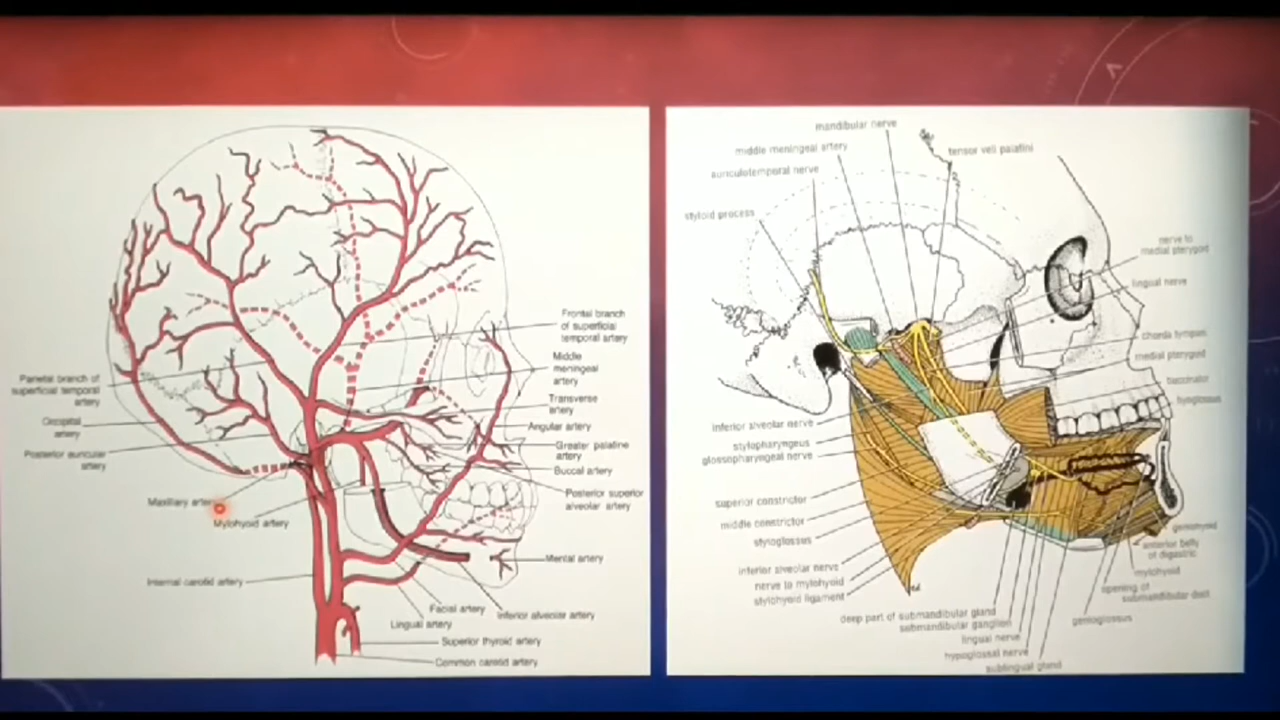 Frontal branch
of superficial
temporal artery
Middle
meningeal
artery
Transverse
artery
Angular artery
Greater palatine
artery
Buccal artery
Posterior superior
alveolar artery
Mental artery
Inferior alveolar artery
Facial artery
Lingual artery
Superior thyroid artery
Common carotid artery
Parietal branch of
superficial temporal
artery
Occipital
artery
Posterior auricular
artery
Maxillary artery
Mylohyoid artery
Internal carotid artery
mandibular nerve
middle meningeal artery
tensor veli palatini
auriculotemporal nerve
styloid process
nerve to
medial pterygoid
lingual nerve
chorda tympani
medial pterygoid
buccinator
hyoglossus
inferior alveolar nerve
stylopharyngeus
glossopharyngeal nerve
superior constrictor
middle constrictor
styloglossus
inferior alveolar nerve
nerve to mylohyoid
stylohyoid ligament
deep part of submandibular gland
submandibular ganglion
lingual nerve
hypoglossal nerve
sublingual gland
geniohyoid
anterior belly
of digastric
mylohyoid
opening of
submandibular duct
genioglossus